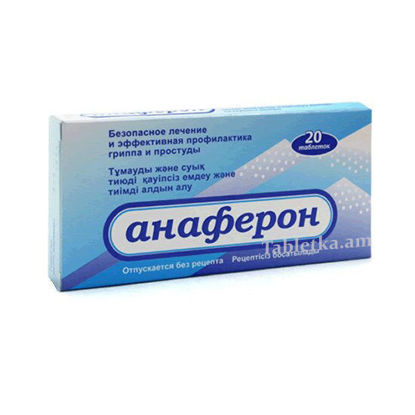 Безопасное лечение
и эффективная профилактика
гриппа и простуды
20
таблеток
Тұмауды және суық
тиюді қауіпсіз емдеу және
тиімді алдын алу
анаферон
Tabletka.am
Отпускается без рецепта Рецептісіз босатылады